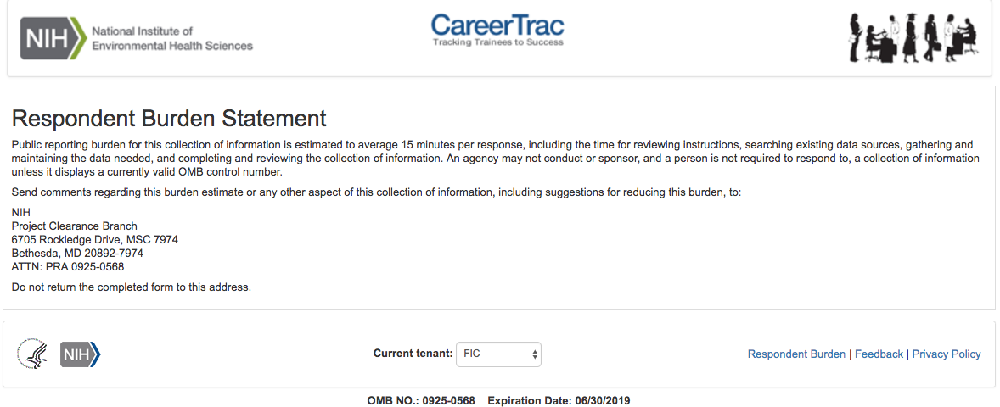 NIH
National Institute of
Environmental Health Sciences
CareerTrac
Tracking Trainees to Success
Respondent Burden Statement
Public reporting burden for this collection of information is estimated to average 15 minutes per response, including the time for reviewing instructions, searching existing data sources, gathering and
maintaining the data needed, and completing and reviewing the collection of information. An agency may not conduct or sponsor, and a person is not required to respond to, a collection of information
unless it displays a currently valid OMB control number.
Send comments regarding this burden estimate or any other aspect of this collection of information, including suggestions for reducing this burden, to:
NIH
Project Clearance Branch
6705 Rockledge Drive, MSC 7974
Bethesda, MD 20892-7974
ATTN: PRA 0925-0568
Do not return the completed form to this address.
NIH
Current tenant: FIC
Respondent Burden | Feedback | Privacy Policy
OMB NO.: 0925-0568 Expiration Date: 06/30/2019